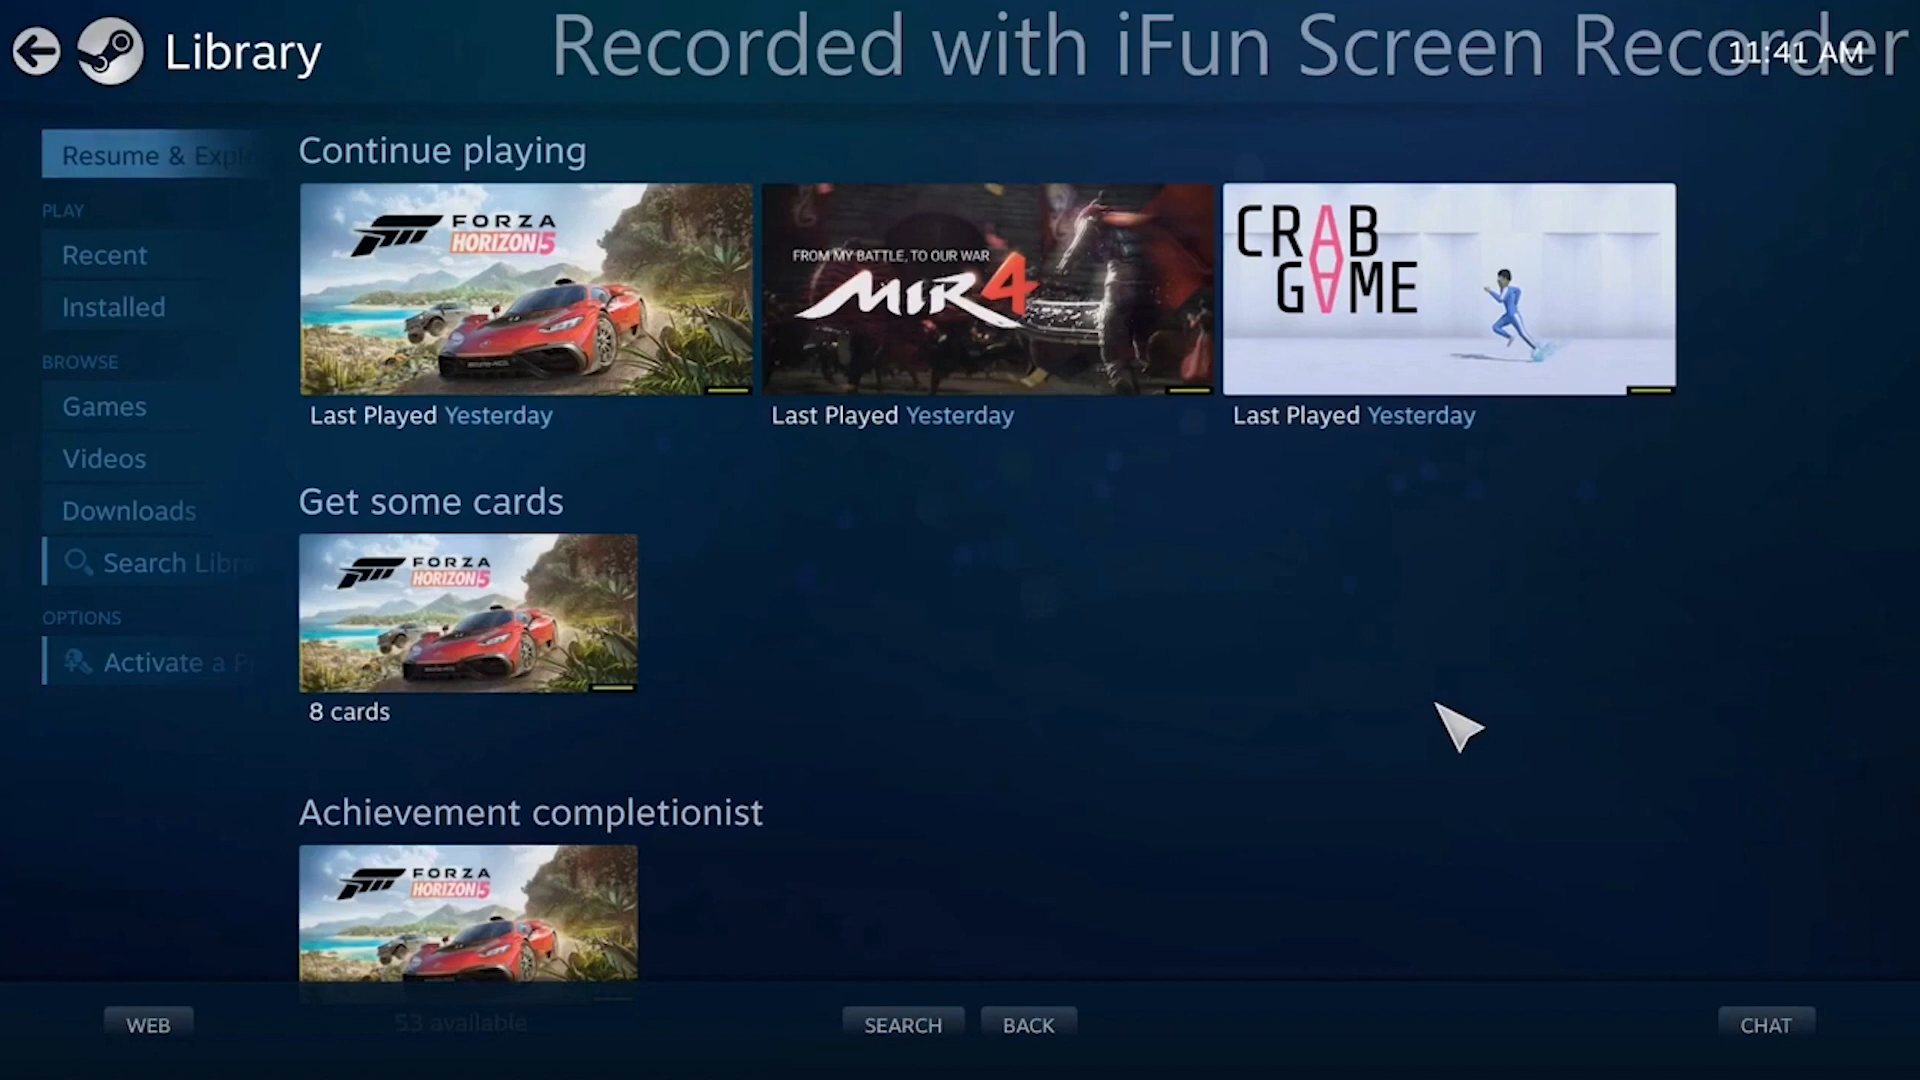 Library
Recorded with iFun Screen Recorder
11:41 AM
Resume & Expl
PLAY
Recent
Installed
BROWSE
Games
Videos
Downloads
Search Libr
OPTIONS
Activate a P
Continue playing
FORZA
HORIZON 5
FROM MY BATTLE, TO OUR WAR
MIR4
CRAB
GAME
Last Played Yesterday
Last Played Yesterday
Last Played Yesterday
Get some cards
FORZA
HORIZON 5
8 cards
Achievement completionist
FORZA
HORIZON 5
53 available
WEB
SEARCH
BACK
CHAT